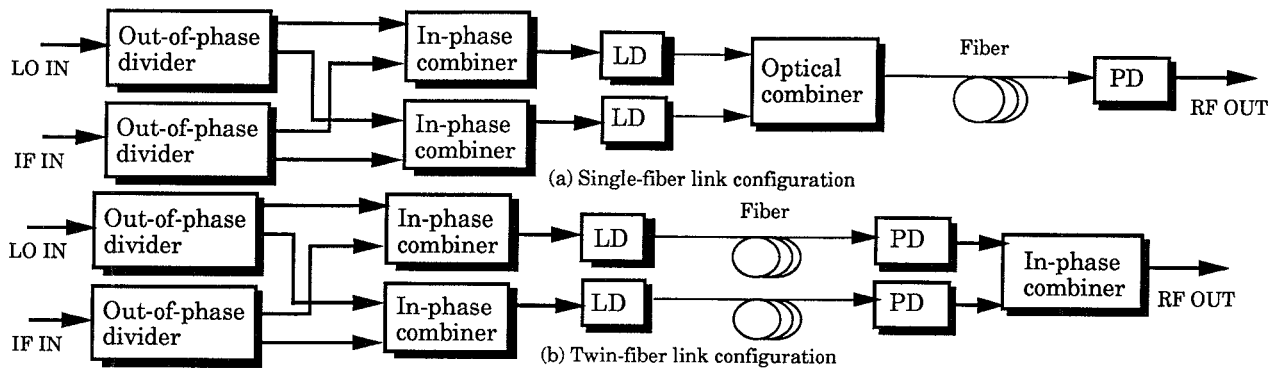 LO IN
Out-of-phase
divider
In-phase
combiner
LD
Optical
combiner
Fiber
PD
RF OUT
IF IN
Out-of-phase
divider
In-phase
combiner
LD
(a) Single-fiber link configuration
LO IN
Out-of-phase
divider
In-phase
combiner
LD
Fiber
PD
In-phase
combiner
RF OUT
IF IN
Out-of-phase
divider
In-phase
combiner
LD
PD
(b) Twin-fiber link configuration